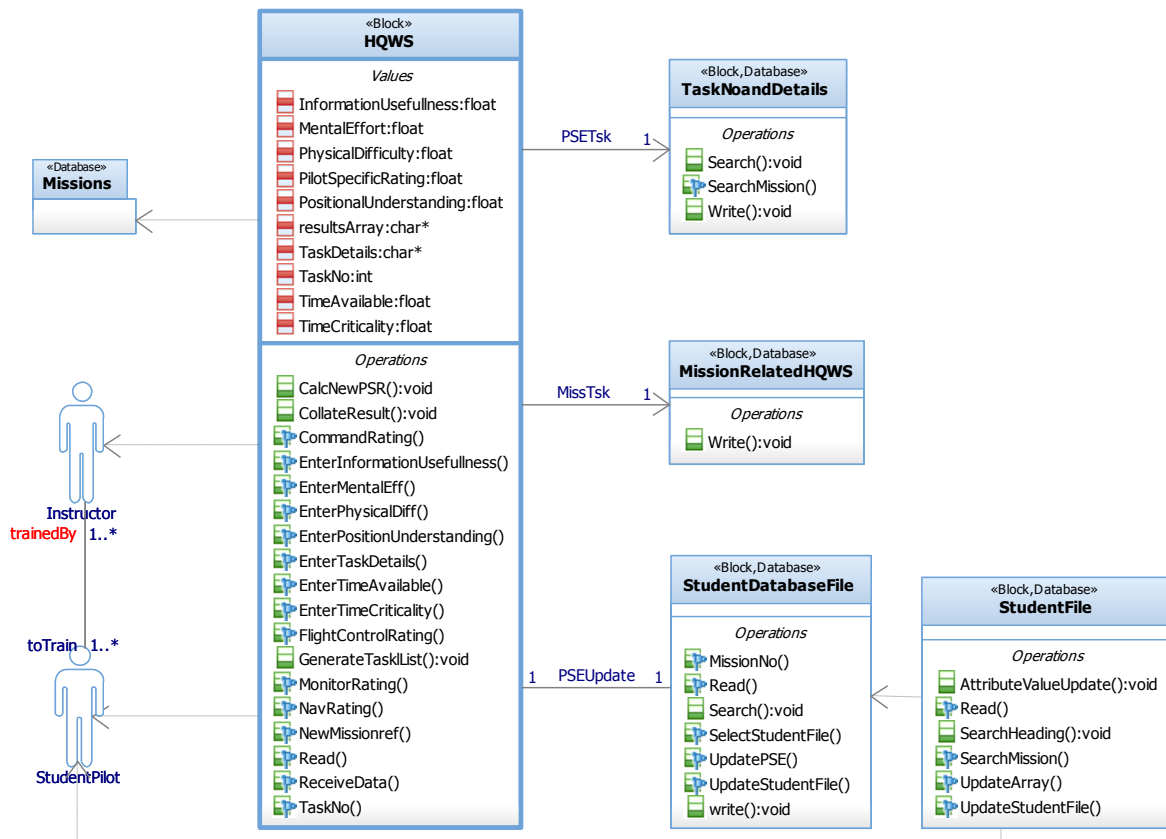 «Block»
HQWS
Values
InformationUsefullness:float
MentalEffort:float
PhysicalDifficulty:float
PilotSpecificRating:float
PositionalUnderstanding:float
resultsArray:char*
TaskDetails:char*
TaskNo:int
TimeAvailable:float
TimeCriticality:float
Operations
CalcNewPSR():void
CollateResult():void
CommandRating()
EnterInformationUsefullness()
EnterMentalEff()
EnterPhysicalDiff()
EnterPositionUnderstanding()
EnterTaskDetails()
EnterTimeAvailable()
EnterTimeCriticality()
FlightControlRating()
GenerateTasklList():void
MonitorRating()
NavRating()
NewMissionref()
Read()
ReceiveData()
TaskNo()
«Database»
Missions
Instructor
trainedBy 1..*
toTrain 1..*
StudentPilot
PSETsk 1
«Block,Database»
TaskNoandDetails
Operations
Search():void
SearchMission()
Write():void
MissTsk 1
«Block,Database»
MissionRelatedHQWS
Operations
Write():void
1 PSEUpdate 1
«Block,Database»
StudentDatabaseFile
Operations
MissionNo()
Read()
Search():void
SelectStudentFile()
UpdatePSE()
UpdateStudentFile()
write():void
«Block,Database»
StudentFile
Operations
AttributeValueUpdate():void
Read()
SearchHeading():void
SearchMission()
UpdateArray()
UpdateStudentFile()